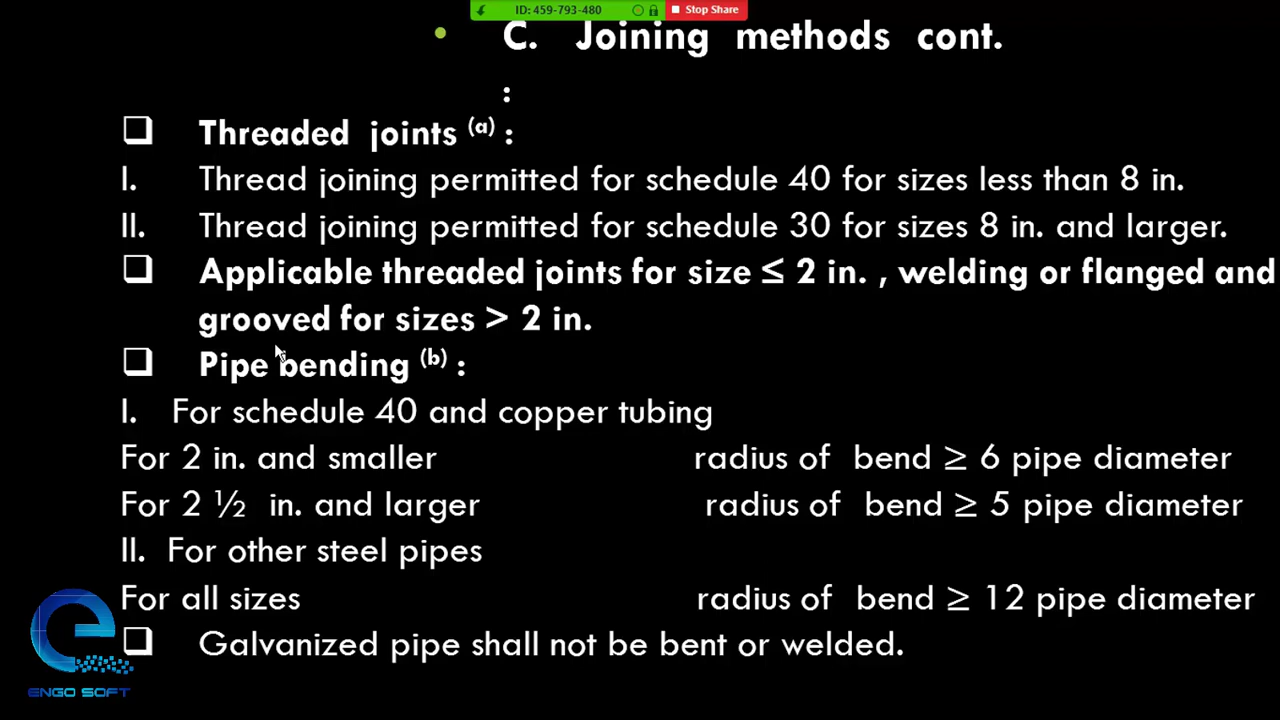 ID: 459-793-480 Stop Share
• C. Joining methods cont.
:
❑ Threaded joints (a) :
I. Thread joining permitted for schedule 40 for sizes less than 8 in.
II. Thread joining permitted for schedule 30 for sizes 8 in. and larger.
❑ Applicable threaded joints for size ≤ 2 in. , welding or flanged and
grooved for sizes > 2 in.
❑ Pipe bending (b) :
I. For schedule 40 and copper tubing
For 2 in. and smaller radius of bend ≥ 6 pipe diameter
For 2 ½ in. and larger radius of bend ≥ 5 pipe diameter
II. For other steel pipes
For all sizes radius of bend ≥ 12 pipe diameter
❑ Galvanized pipe shall not be bent or welded.
ENGO SOFT